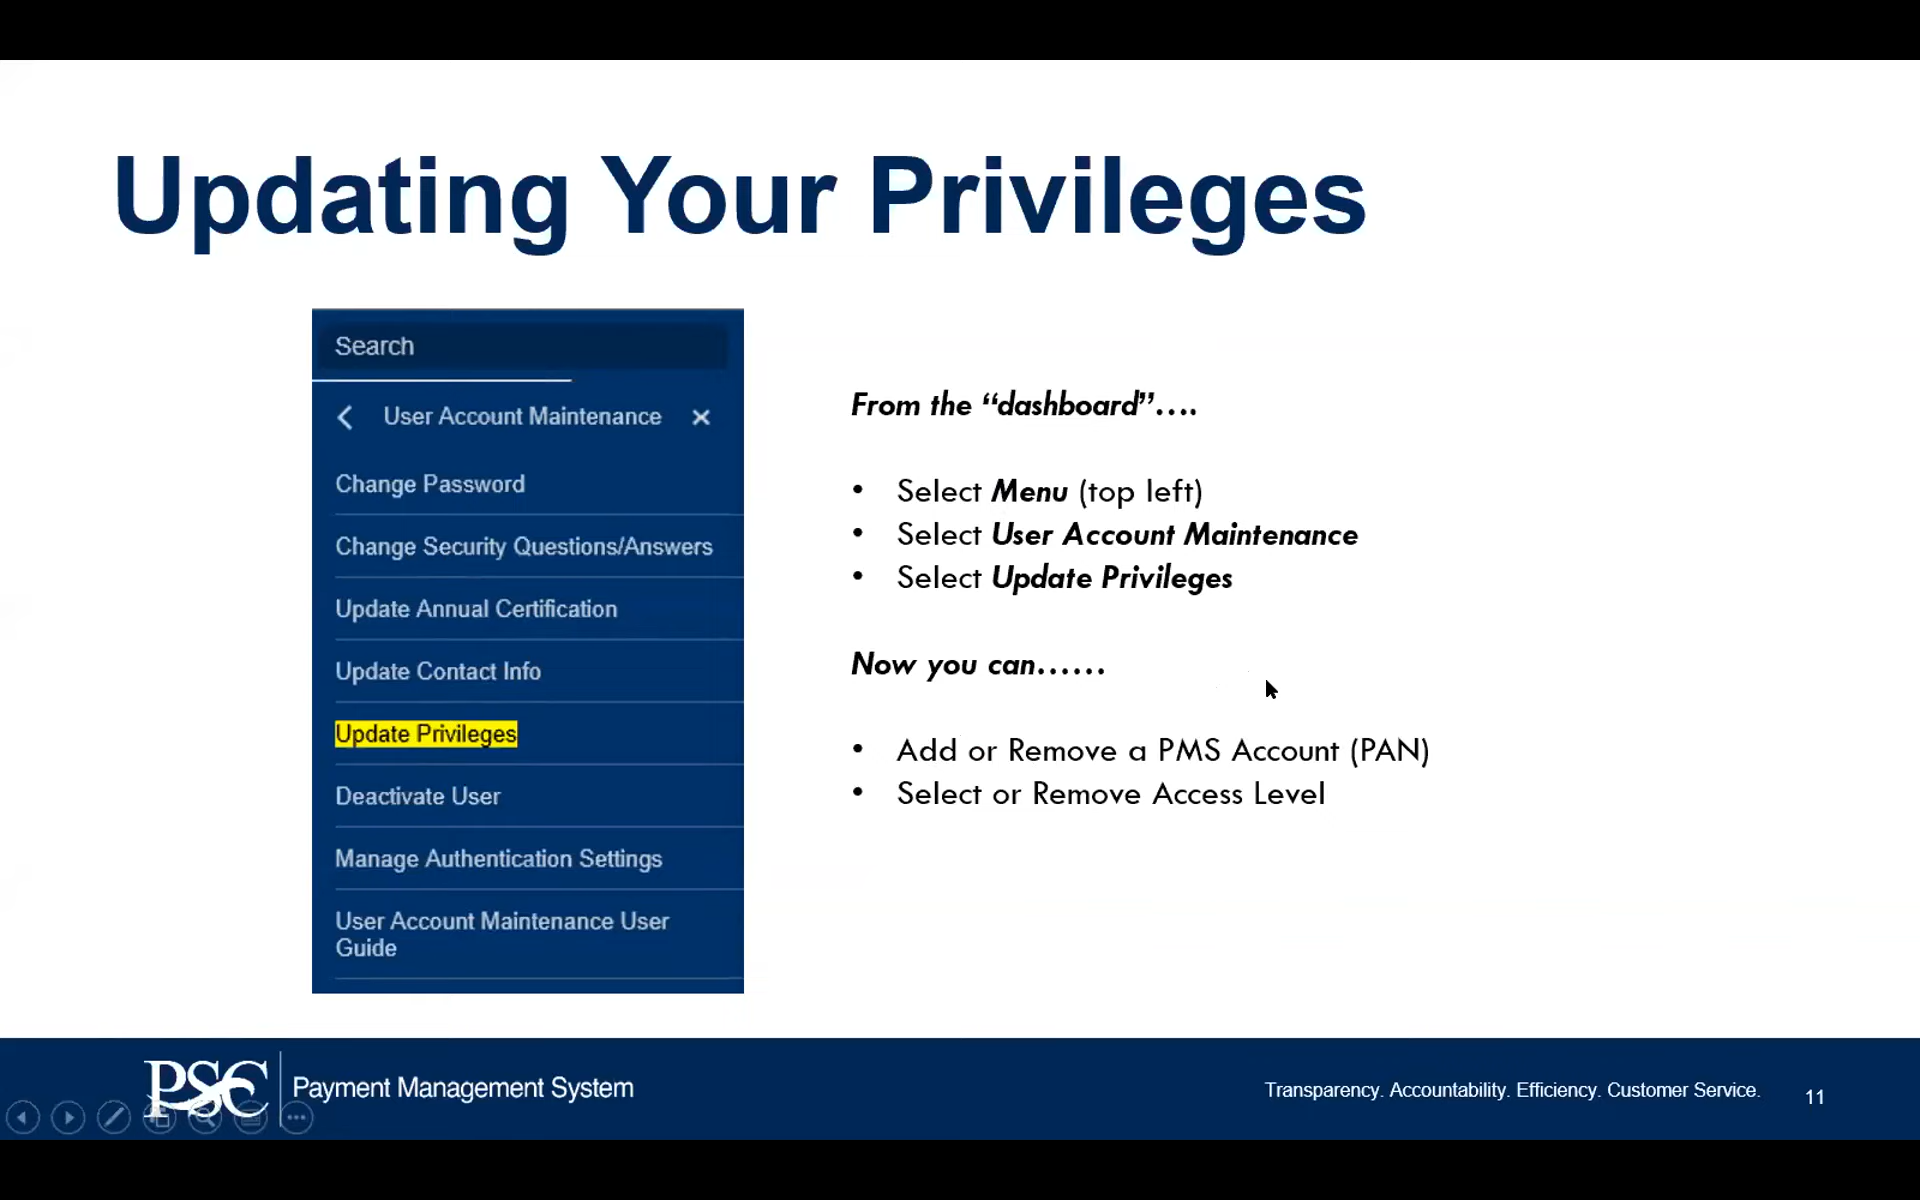 Updating Your Privileges
Search
User Account Maintenance
Change Password
Change Security Questions/Answers
Update Annual Certification
Update Contact Info
Update Privileges
Deactivate User
Manage Authentication Settings
User Account Maintenance User
Guide
From the “dashboard”….
• Select Menu (top left)
• Select User Account Maintenance
• Select Update Privileges
Now you can……
• Add or Remove a PMS Account (PAN)
• Select or Remove Access Level
PSC Payment Management System
Transparency. Accountability. Efficiency. Customer Service. 11